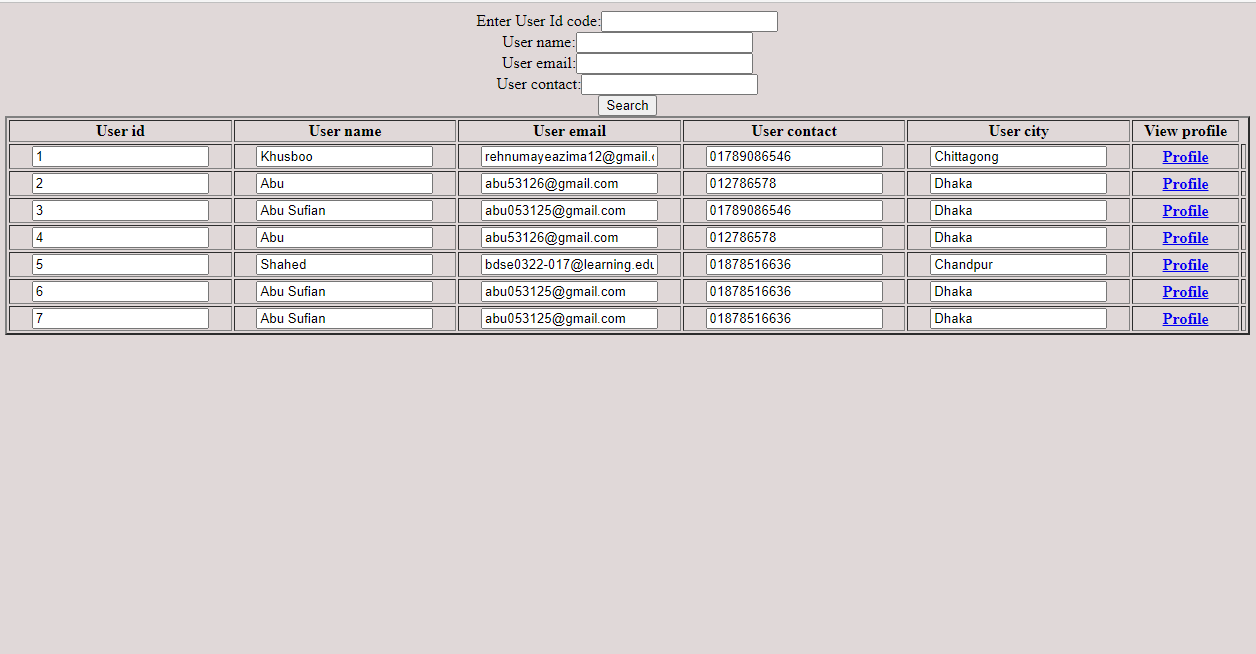 Enter User Id code:
User name:
User email:
User contact:
Search
User id User name User email User contact User city View profile
1 Khusboo rehnumayeazima12@gmail. 01789086546 Chittagong Profile
2 Abu abu53126@gmail.com 012786578 Dhaka Profile
3 Abu Sufian abu053125@gmail.com 01789086546 Dhaka Profile
4 Abu abu53126@gmail.com 012786578 Dhaka Profile
5 Shahed bdse0322-017@learning.edu 01878516636 Chandpur Profile
6 Abu Sufian abu053125@gmail.com 01878516636 Dhaka Profile
7 Abu Sufian abu053125@gmail.com 01878516636 Dhaka Profile